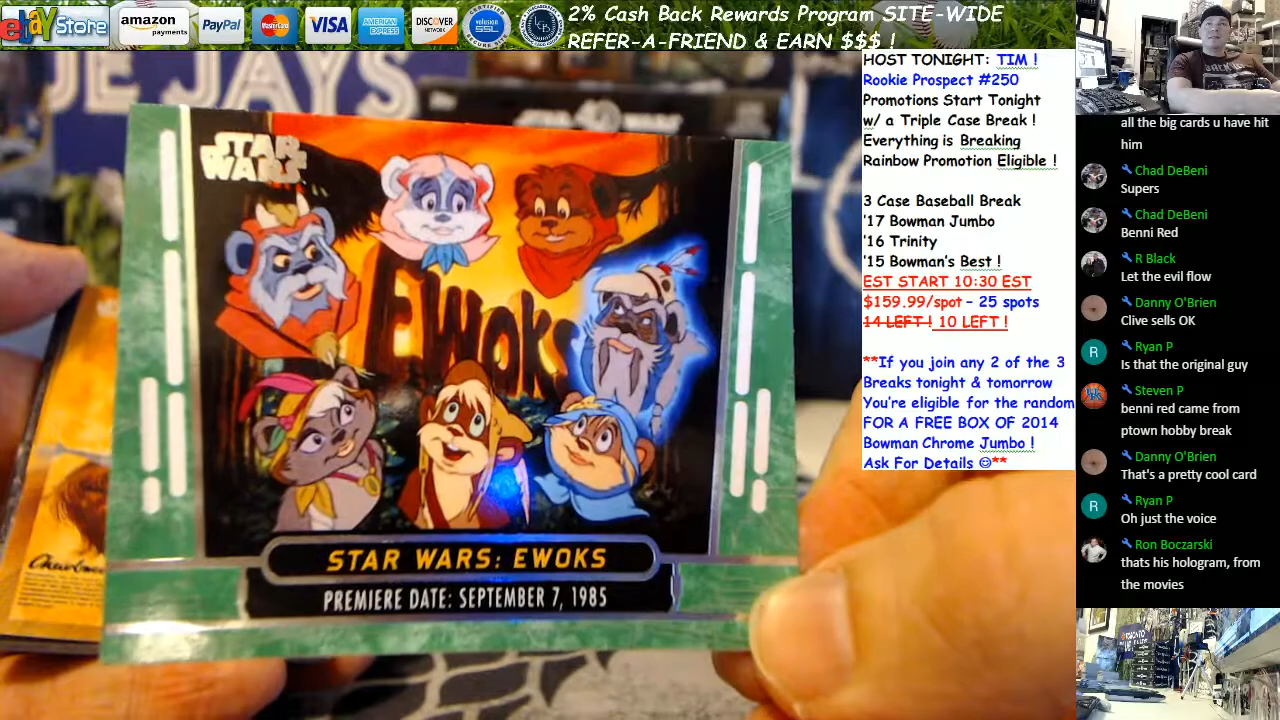 ebay Store
amazon payments
PayPal
MasterCard
VISA
AMERICAN EXPRESS
DISCOVER NETWORK
volusion SSL
2% Cash Back Rewards Program SITE-WIDE
REFER-A-FRIEND & EARN $$$ !
HOST TONIGHT: TIM !
Rookie Prospect #250
Promotions Start Tonight
w/ a Triple Case Break !
Everything is Breaking
Rainbow Promotion Eligible !
3 Case Baseball Break
'17 Bowman Jumbo
'16 Trinity
'15 Bowman's Best !
EST START 10:30 EST
$159.99/spot – 25 spots
14 LEFT ! 10 LEFT !
**If you join any 2 of the 3
Breaks tonight & tomorrow
You're eligible for the random
FOR A FREE BOX OF 2014
Bowman Chrome Jumbo !
Ask For Details ☺**
STAR
WARS
EWOKS
STAR WARS: EWOKS
PREMIERE DATE: SEPTEMBER 7, 1985
all the big cards u have hit
him
Chad DeBeni
Supers
Chad DeBeni
Benni Red
R Black
Let the evil flow
Danny O'Brien
Clive sells OK
R
Ryan P
Is that the original guy
Steven P
benni red came from
ptown hobby break
Danny O'Brien
That's a pretty cool card
R
Ryan P
Oh just the voice
Ron Boczarski
thats his hologram, from
the movies